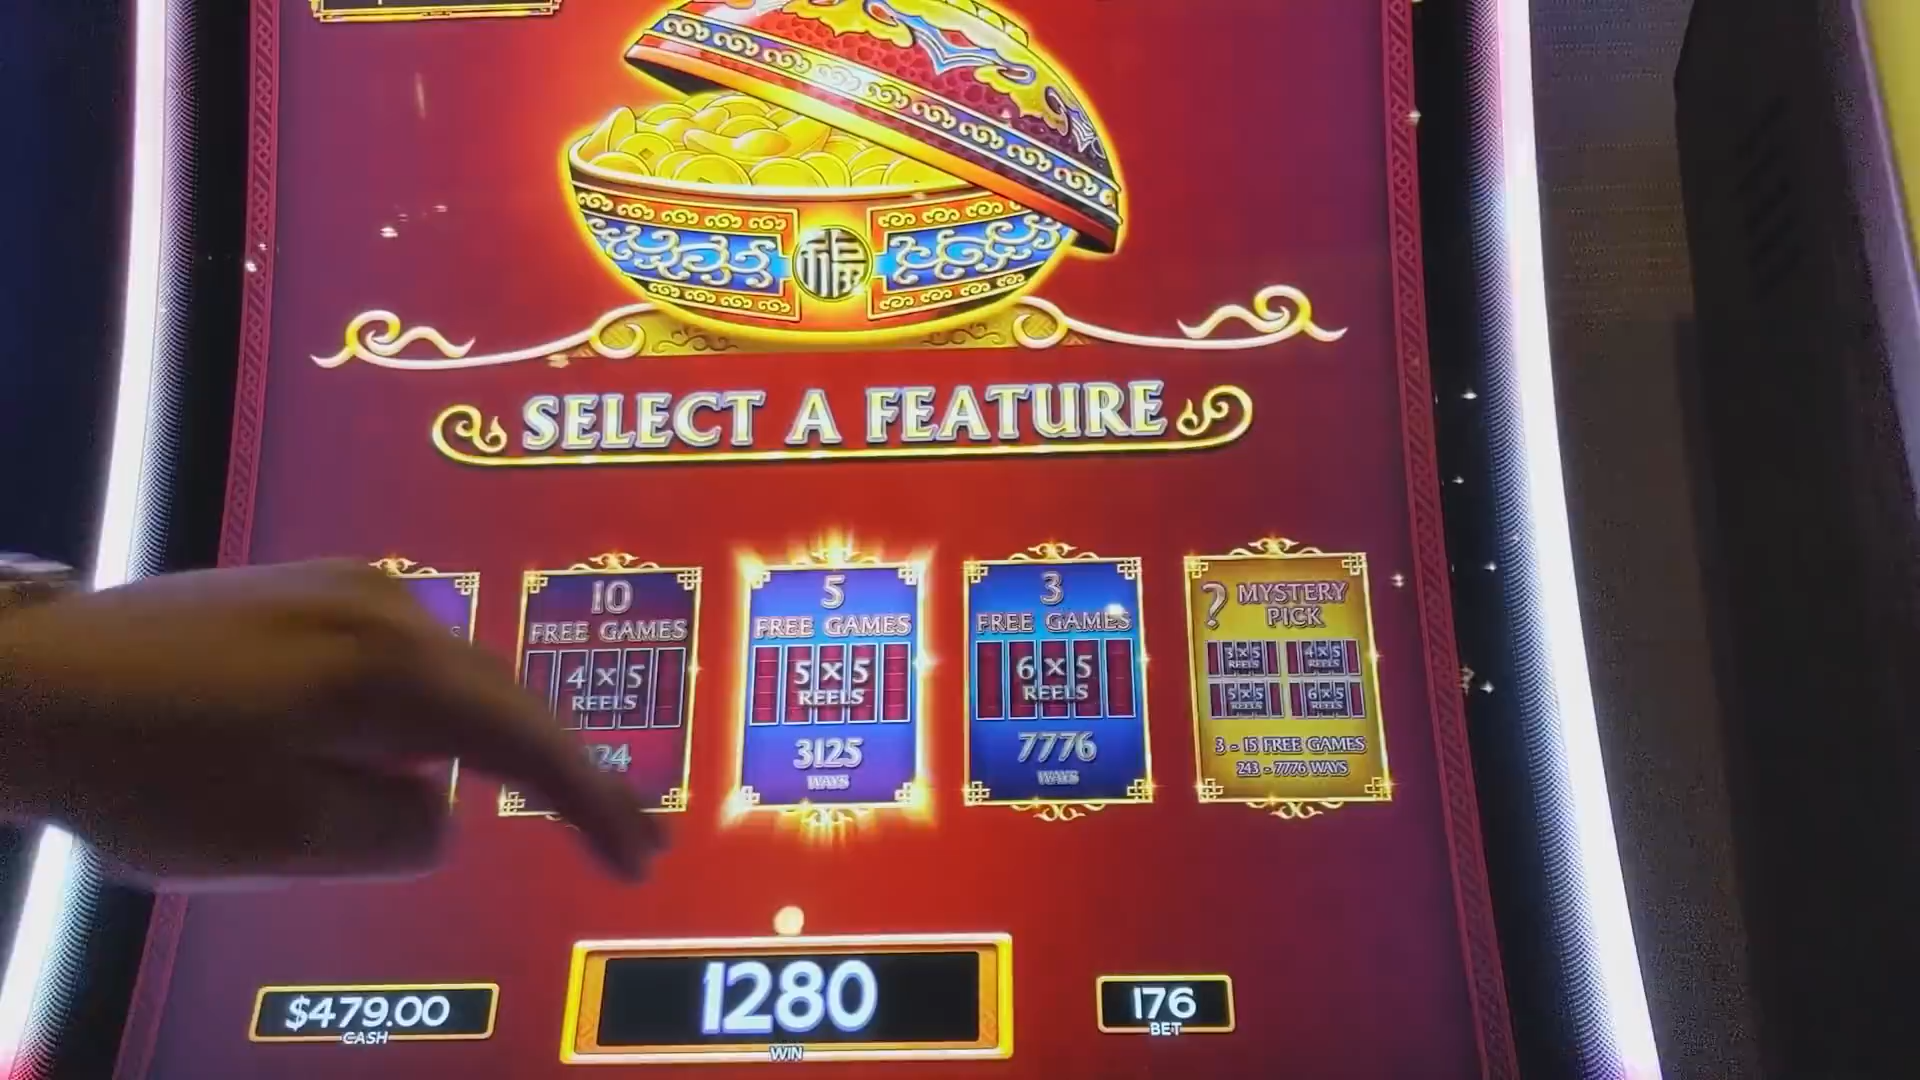 福
SELECT A FEATURE
10
FREE GAMES
4 X 5
REELS
5
FREE GAMES
5 X 5
REELS
3125
WAYS
3
FREE GAMES
6 X 5
REELS
7776
WAYS
? MYSTERY
PICK
3 X 5
REELS
4 X 5
REELS
5 X 5
REELS
6 X 5
REELS
3 - 15 FREE GAMES
243 - 7776 WAYS
$479.00
CASH
1280
WIN
176
BET